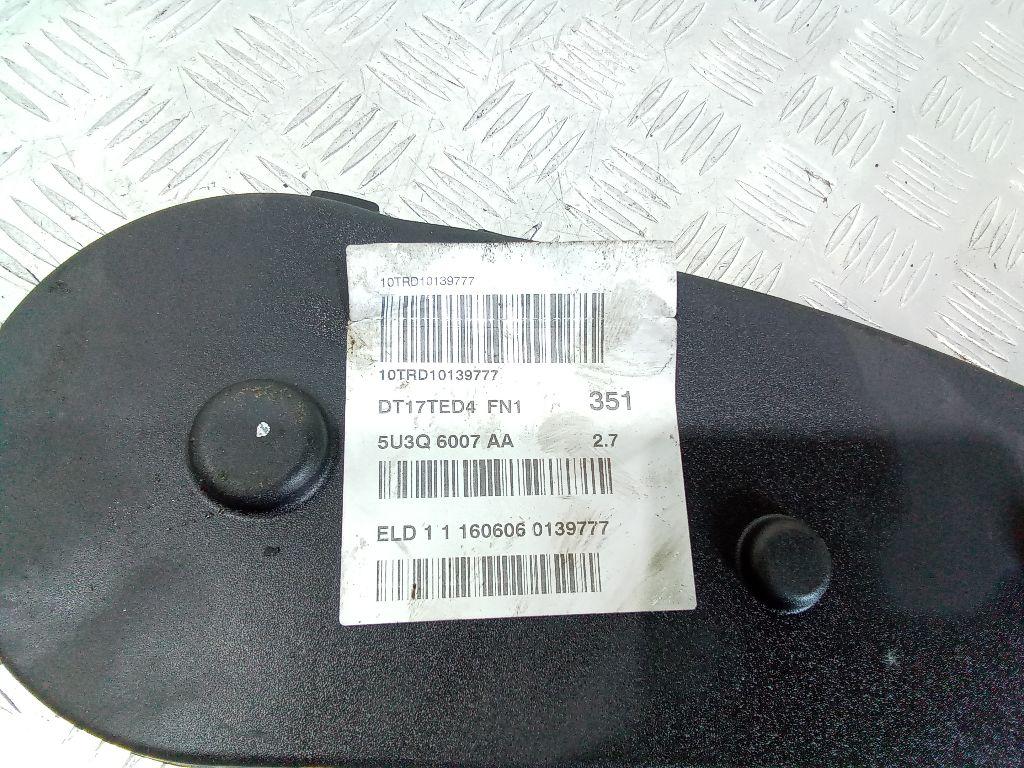 10TRD10139777
10TRD10139777
DT17TED4 FN1 351
5U3Q 6007 AA 2.7
ELD 1 1 160606 0139777